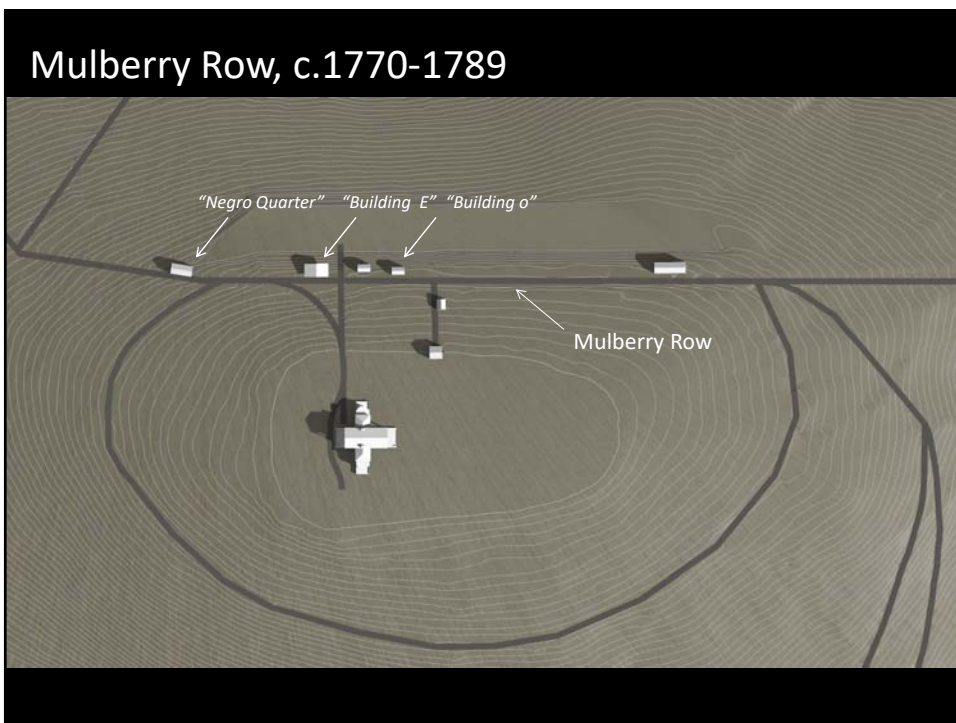 Mulberry Row, c.1770-1789
“Negro Quarter” “Building E” “Building o”
Mulberry Row